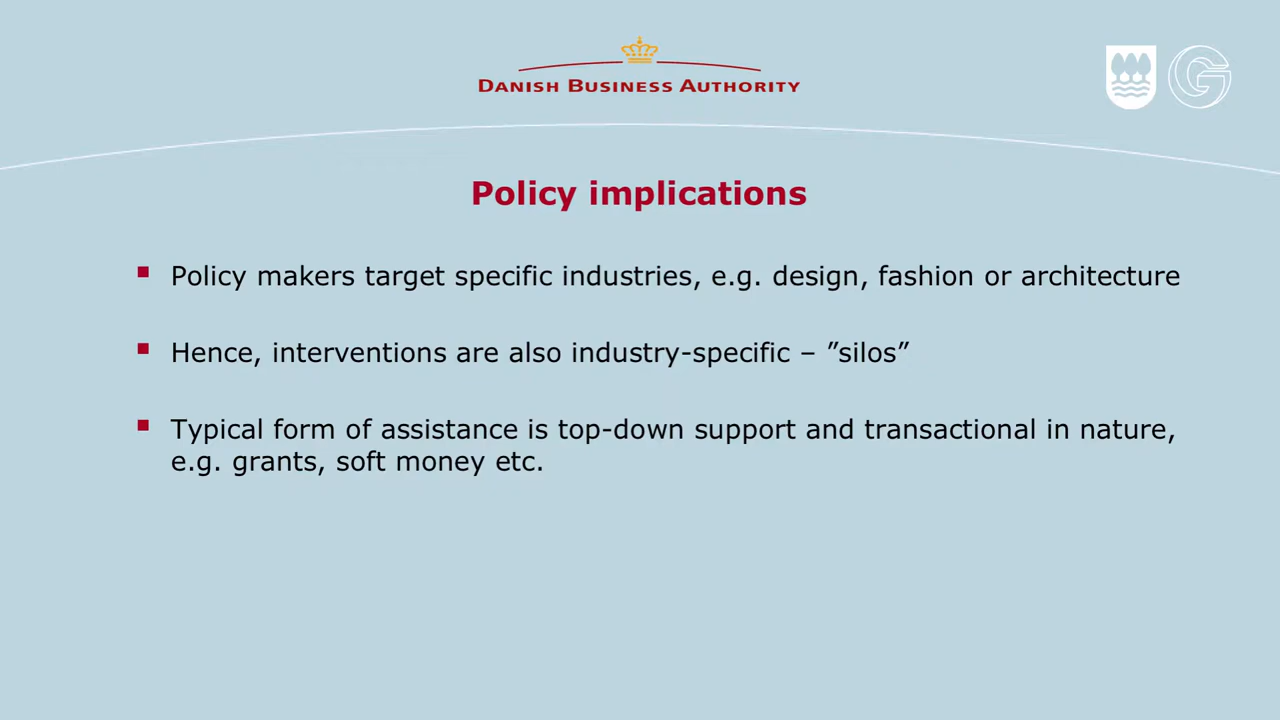 DANISH BUSINESS AUTHORITY
Policy implications
Policy makers target specific industries, e.g. design, fashion or architecture
Hence, interventions are also industry-specific – ”silos”
Typical form of assistance is top-down support and transactional in nature,
e.g. grants, soft money etc.